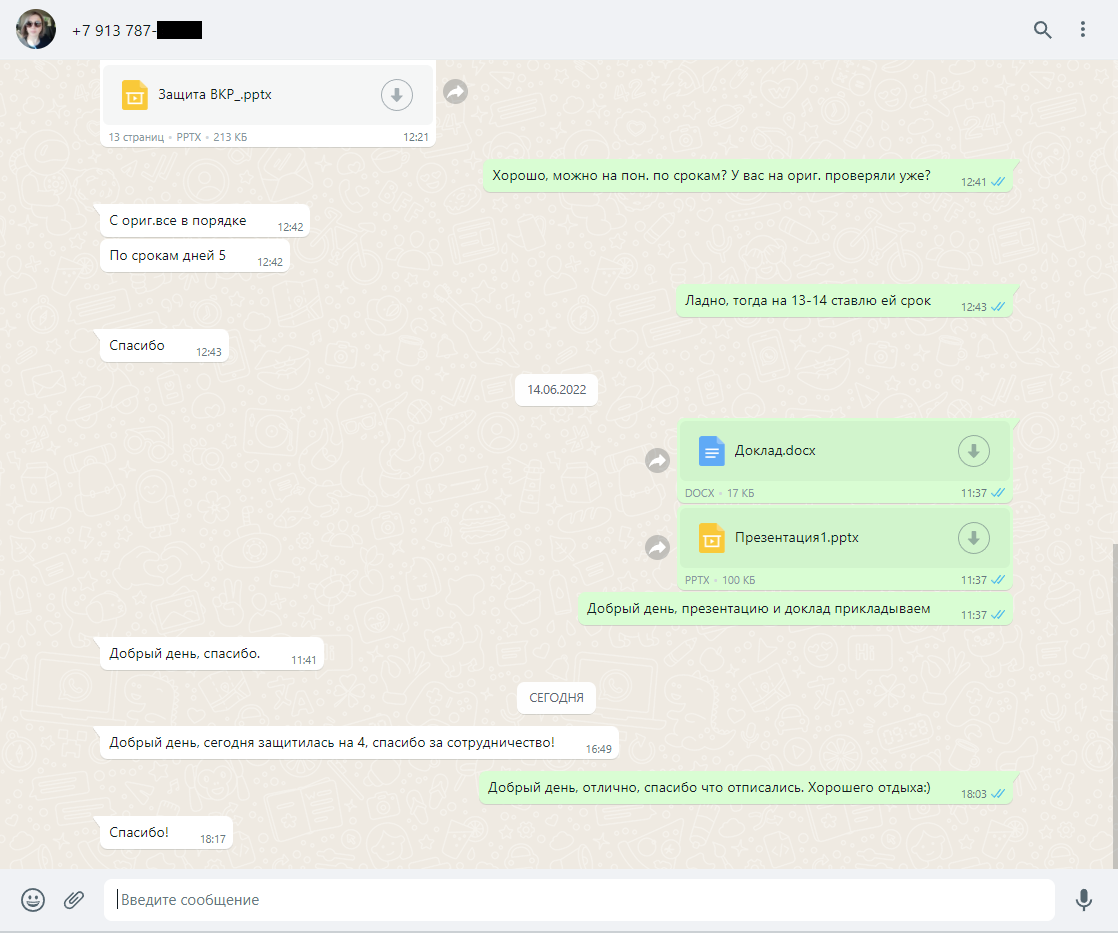 +7 913 787-
Защита ВКР_.pptx
13 страниц • PPTX • 213 КБ 12:21
Хорошо, можно на пон. по срокам? У вас на ориг. проверяли уже? 12:41
С ориг.все в порядке 12:42
По срокам дней 5 12:42
Ладно, тогда на 13-14 ставлю ей срок 12:43
Спасибо 12:43
14.06.2022
Доклад.docx
DOCX • 17 КБ 11:37
Презентация1.pptx
PPTX • 100 КБ 11:37
Добрый день, презентацию и доклад прикладываем 11:37
Добрый день, спасибо. 11:41
СЕГОДНЯ
Добрый день, сегодня защитилась на 4, спасибо за сотрудничество! 16:49
Добрый день, отлично, спасибо что отписались. Хорошего отдыха:) 18:03
Спасибо! 18:17
Введите сообщение